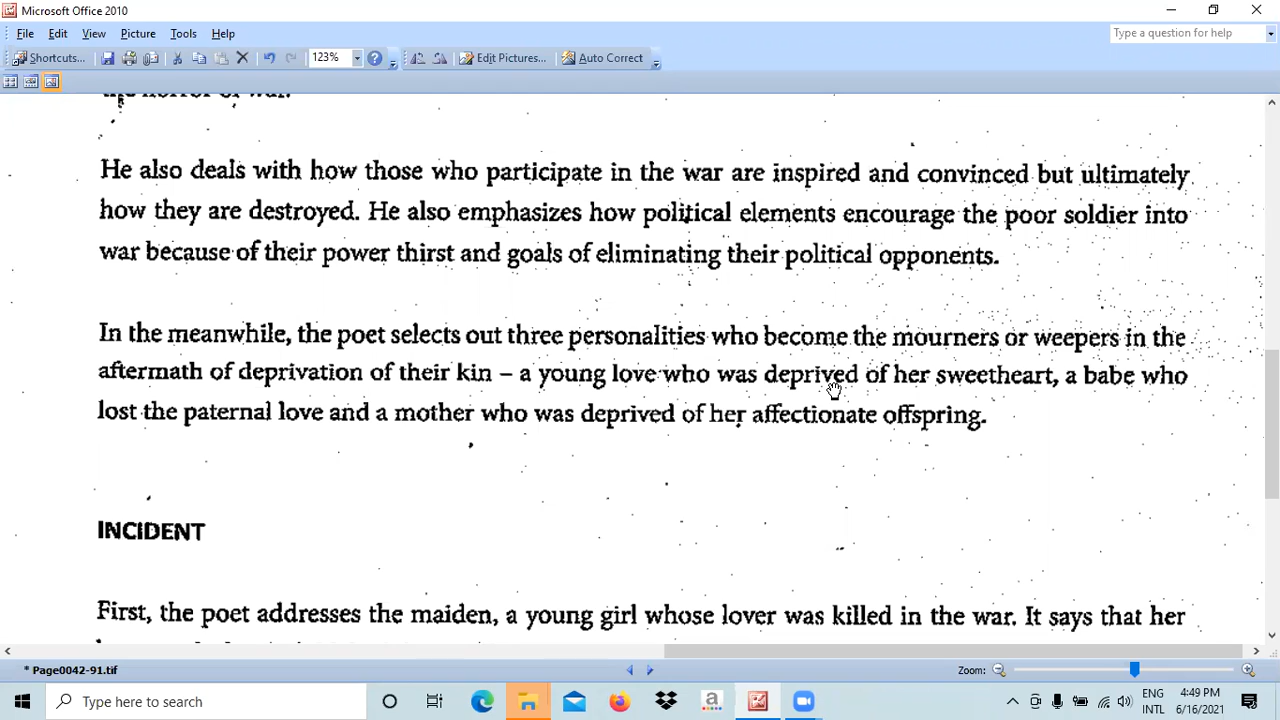 Microsoft Office 2010
File Edit View Picture Tools Help
Type a question for help
Shortcuts... 123% Edit Pictures... Auto Correct
the horror of war.
He also deals with how those who participate in the war are inspired and convinced but ultimately
how they are destroyed. He also emphasizes how political elements encourage the poor soldier into
war because of their power thirst and goals of eliminating their political opponents.
In the meanwhile, the poet selects out three personalities who become the mourners or weepers in the
aftermath of deprivation of their kin – a young love who was deprived of her sweetheart, a babe who
lost the paternal love and a mother who was deprived of her affectionate offspring.
INCIDENT
First, the poet addresses the maiden, a young girl whose lover was killed in the war. It says that her
* Page0042-91.tif
Zoom:
Type here to search
ENG
INTL
4:49 PM
6/16/2021